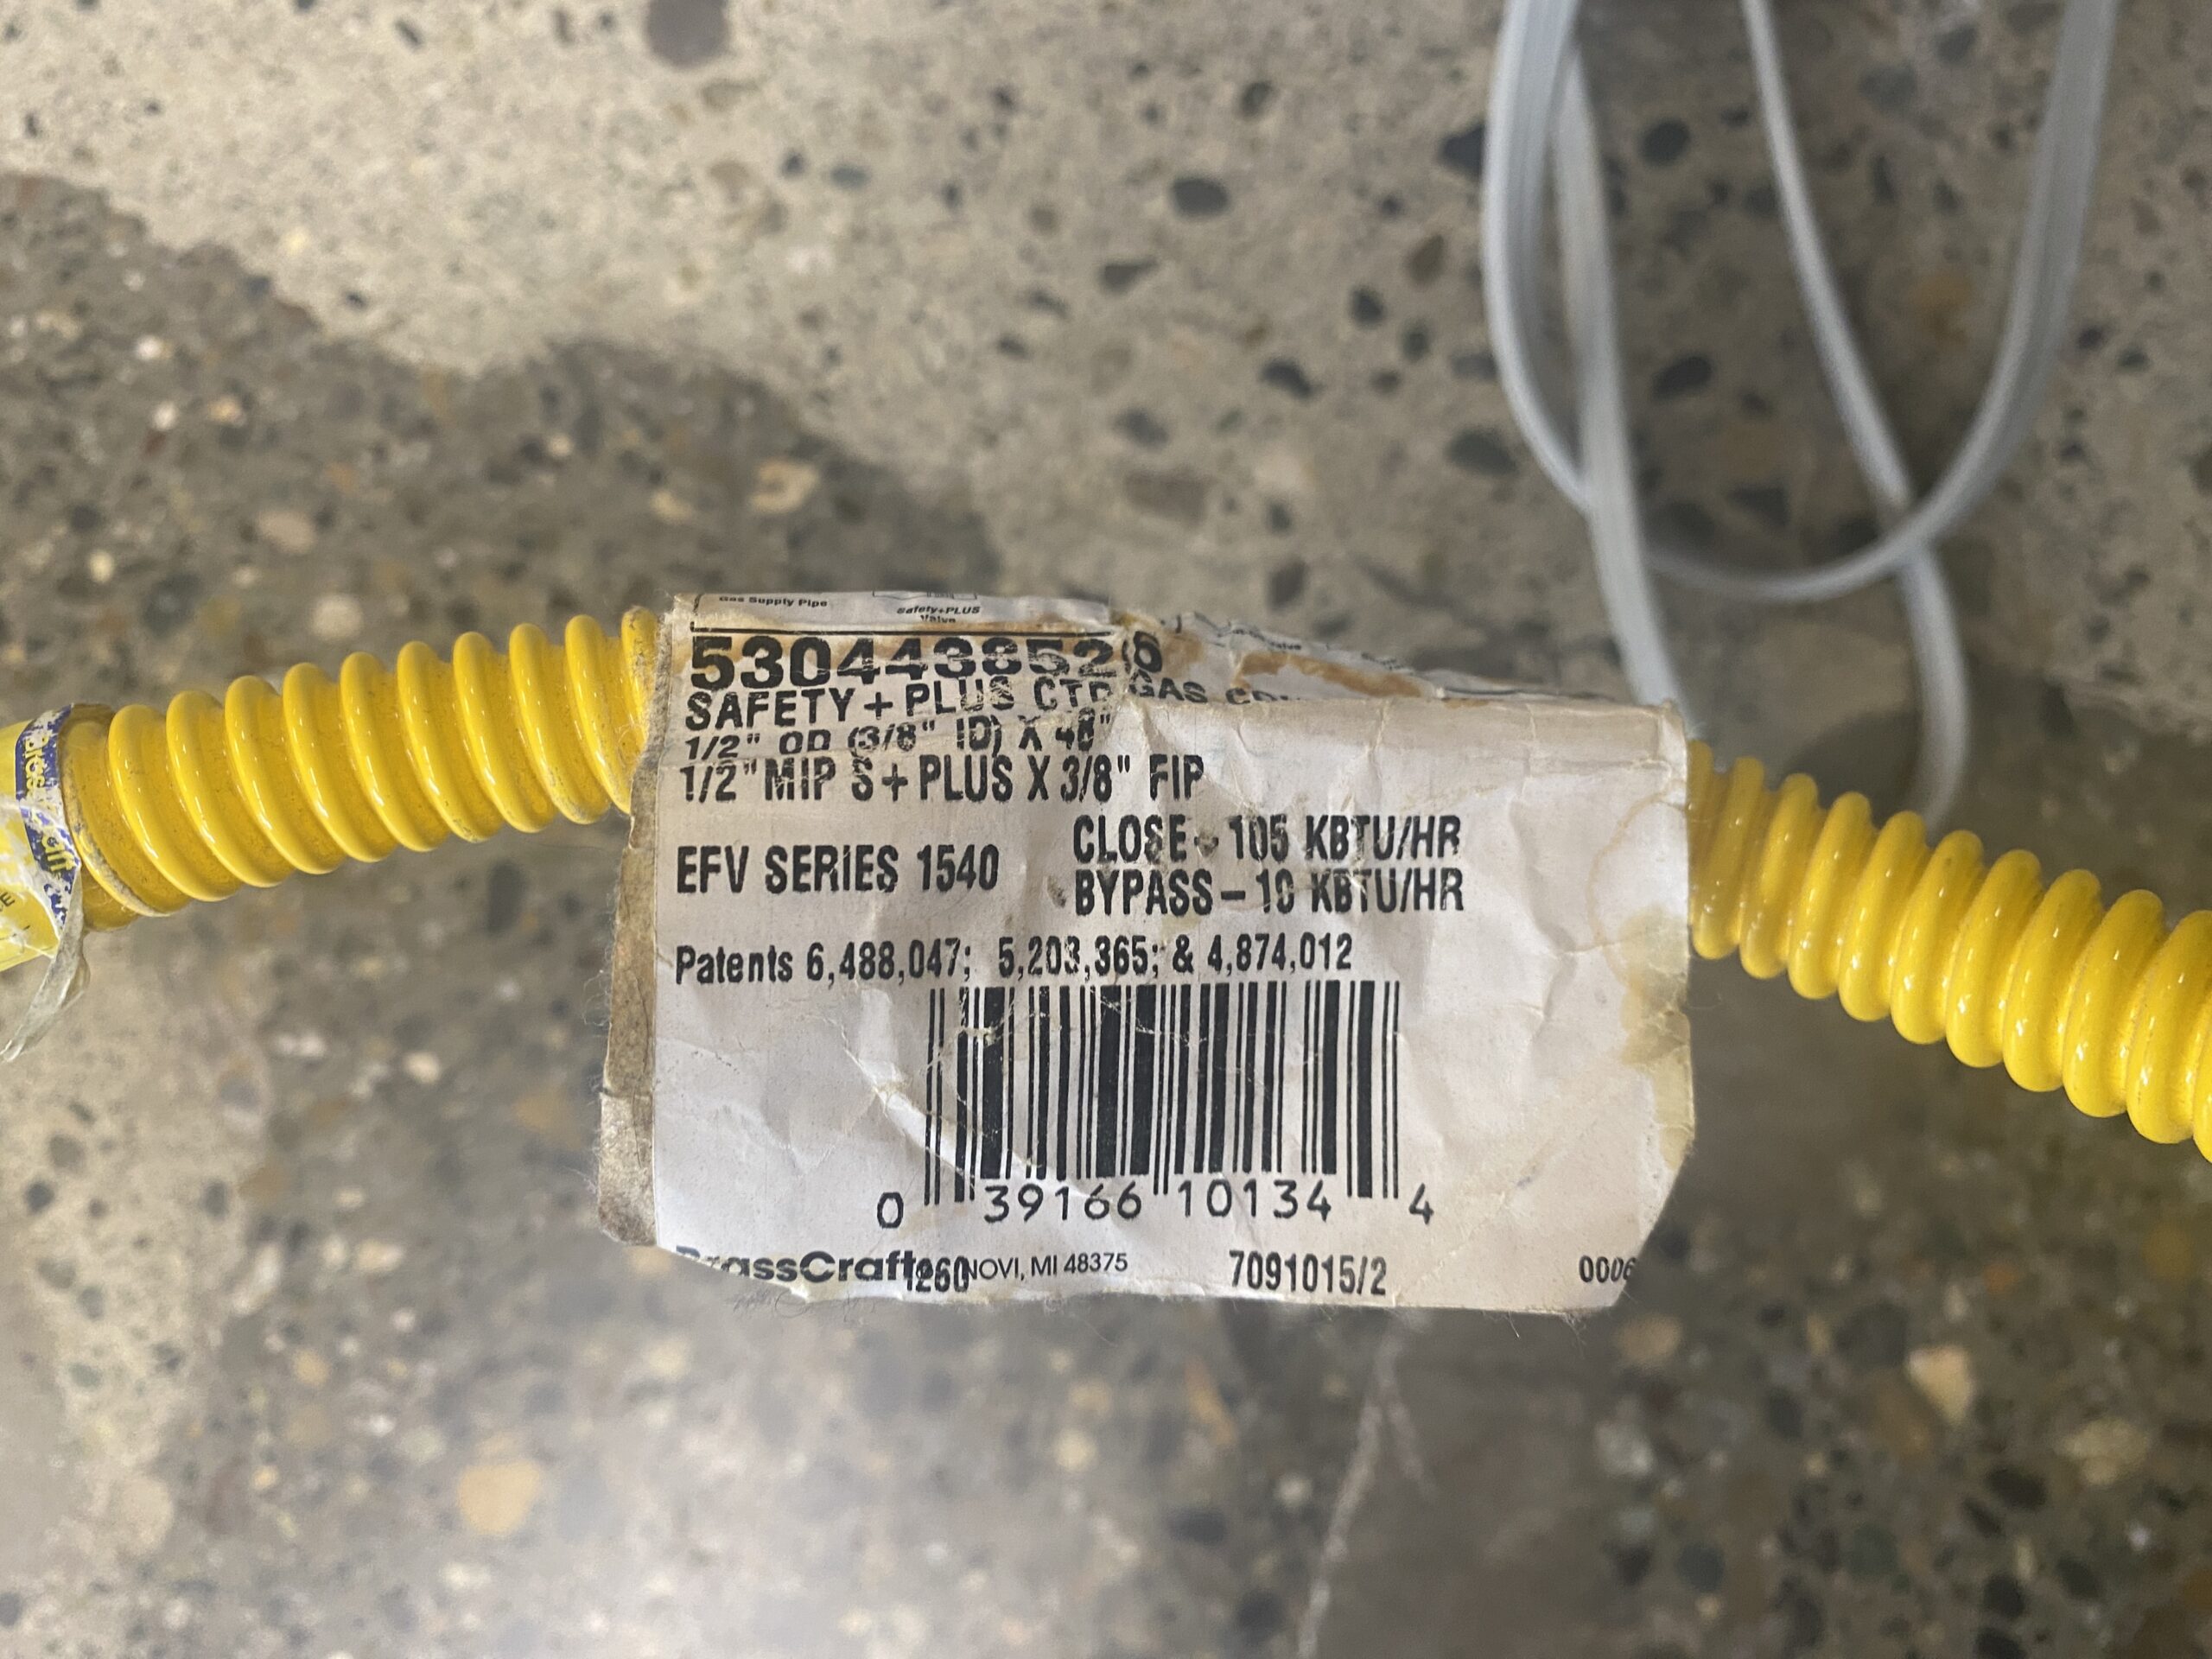 Gas Supply Pipe
Safety+PLUS
Valve
5304438526
SAFETY+PLUS CTD GAS
1/2" OD (3/8" ID) X 48"
1/2" MIP S+PLUS X 3/8" FIP
EFV SERIES 1540
CLOSE- 105 KBTU/HR
BYPASS-10 KBTU/HR
Patents 6,488,047; 5,203,365; & 4,874,012
0 39166 10134 4
BrassCraft 1260 NOVI, MI 48375 7091015/2 0006